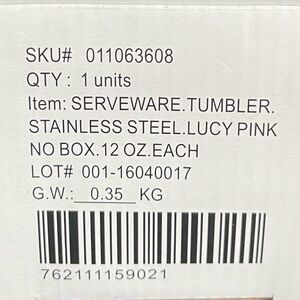 SKU# 011063608
QTY : 1 units
Item: SERVEWARE.TUMBLER.
STAINLESS STEEL.LUCY PINK
NO BOX.12 OZ.EACH
LOT# 001-16040017
G.W.: 0.35 KG
762111159021